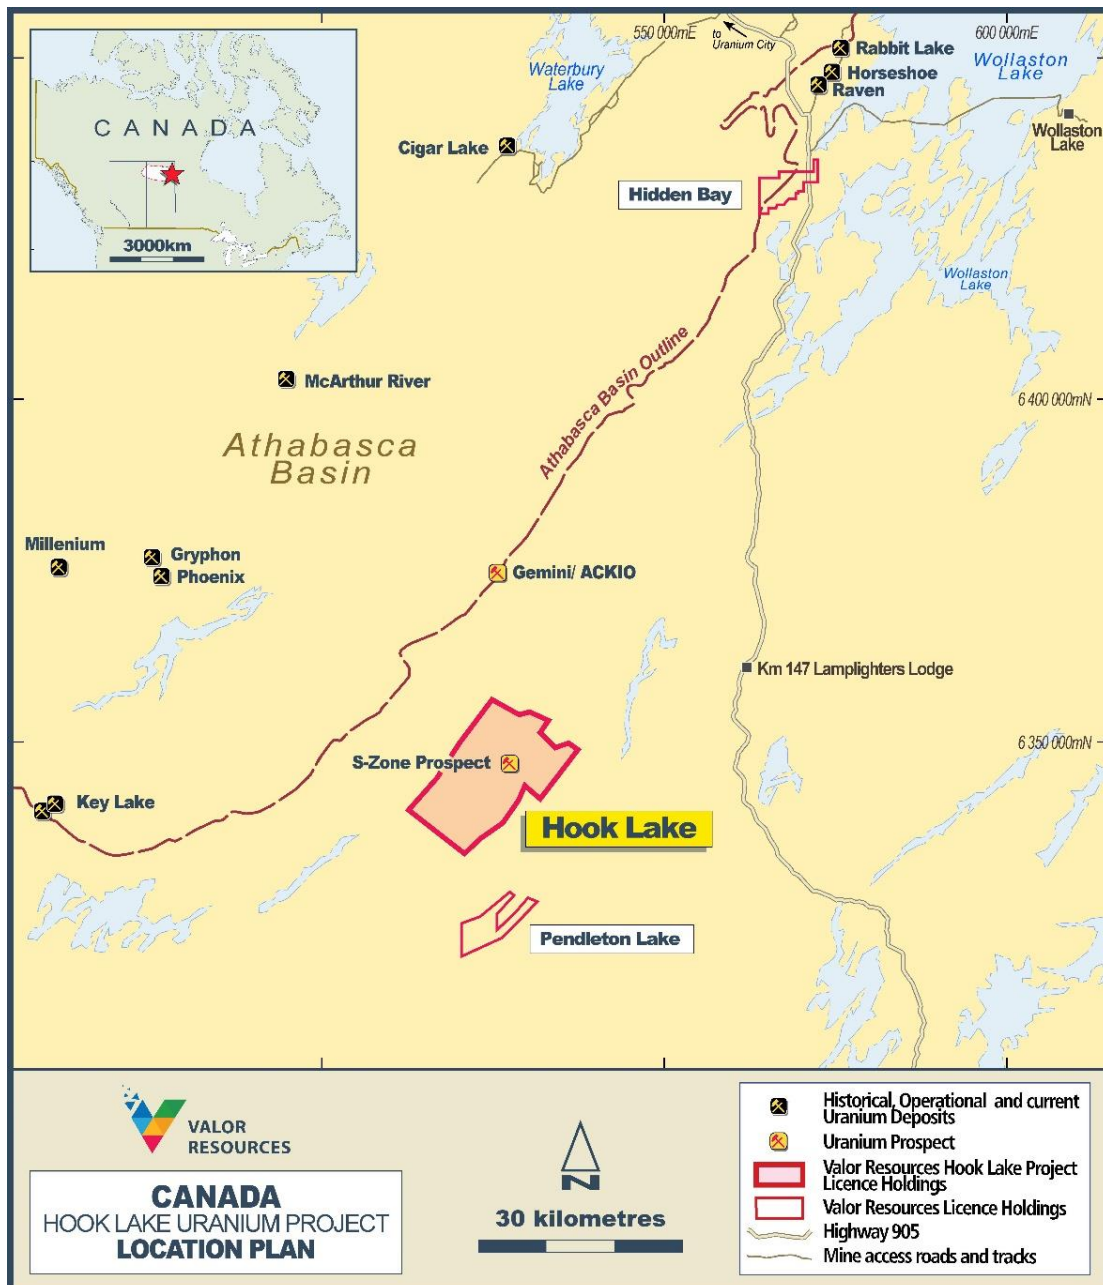 550 000mE
600 000mE
to
Uranium City
Rabbit Lake
Horseshoe
Raven
Wollaston
Lake
Waterbury
Lake
Wollaston
Lake
CANADA
3000km
Cigar Lake
Hidden Bay
Wollaston
Lake
Athabasca Basin Outline
McArthur River
6 400 000mN
Athabasca
Basin
Millenium
Gryphon
Phoenix
Gemini/ ACKIO
Km 147 Lamplighters Lodge
6 350 000mN
S-Zone Prospect
Key Lake
Hook Lake
Pendleton Lake
VALOR
RESOURCES
CANADA
HOOK LAKE URANIUM PROJECT
LOCATION PLAN
N
30 kilometres
Historical, Operational and current
Uranium Deposits
Uranium Prospect
Valor Resources Hook Lake Project
Licence Holdings
Valor Resources Licence Holdings
Highway 905
Mine access roads and tracks